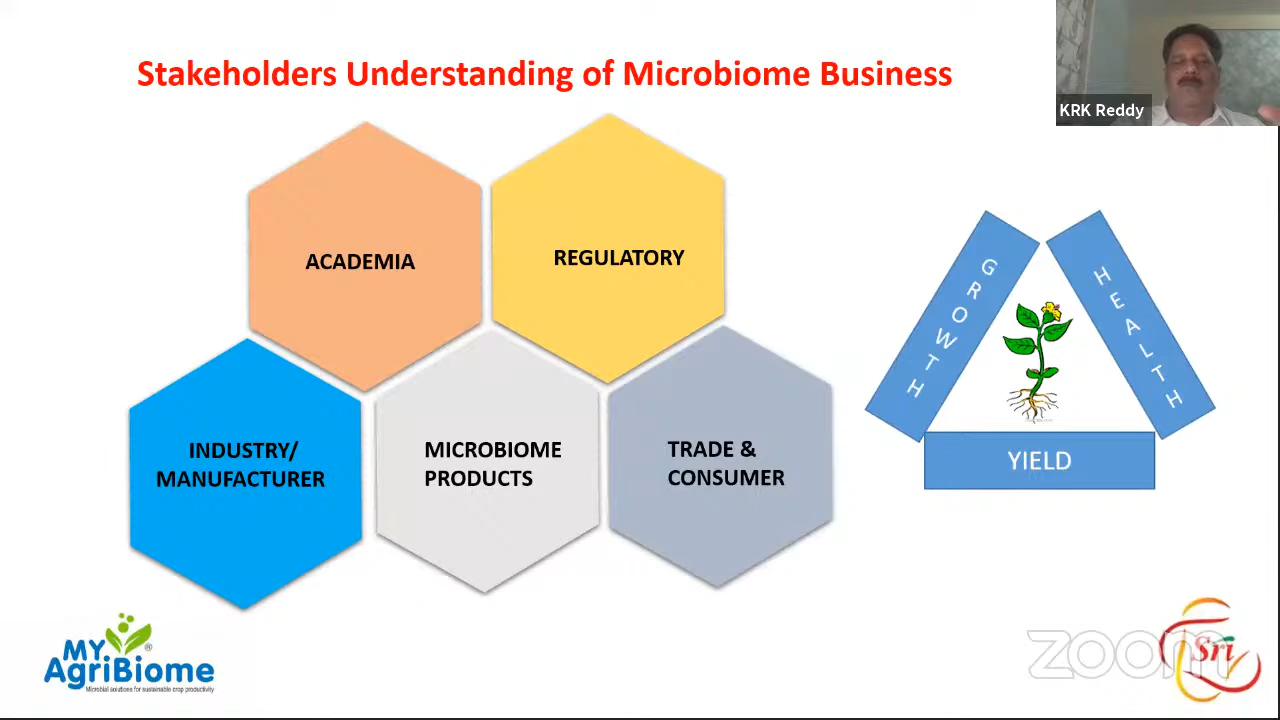 Stakeholders Understanding of Microbiome Business
KRK Reddy
ACADEMIA
REGULATORY
INDUSTRY/
MANUFACTURER
MICROBIOME
PRODUCTS
TRADE &
CONSUMER
GROWTH
HEALTH
YIELD
MY
AgriBiome®
Microbial solutions for sustainable crop productivity
zoom
Sri